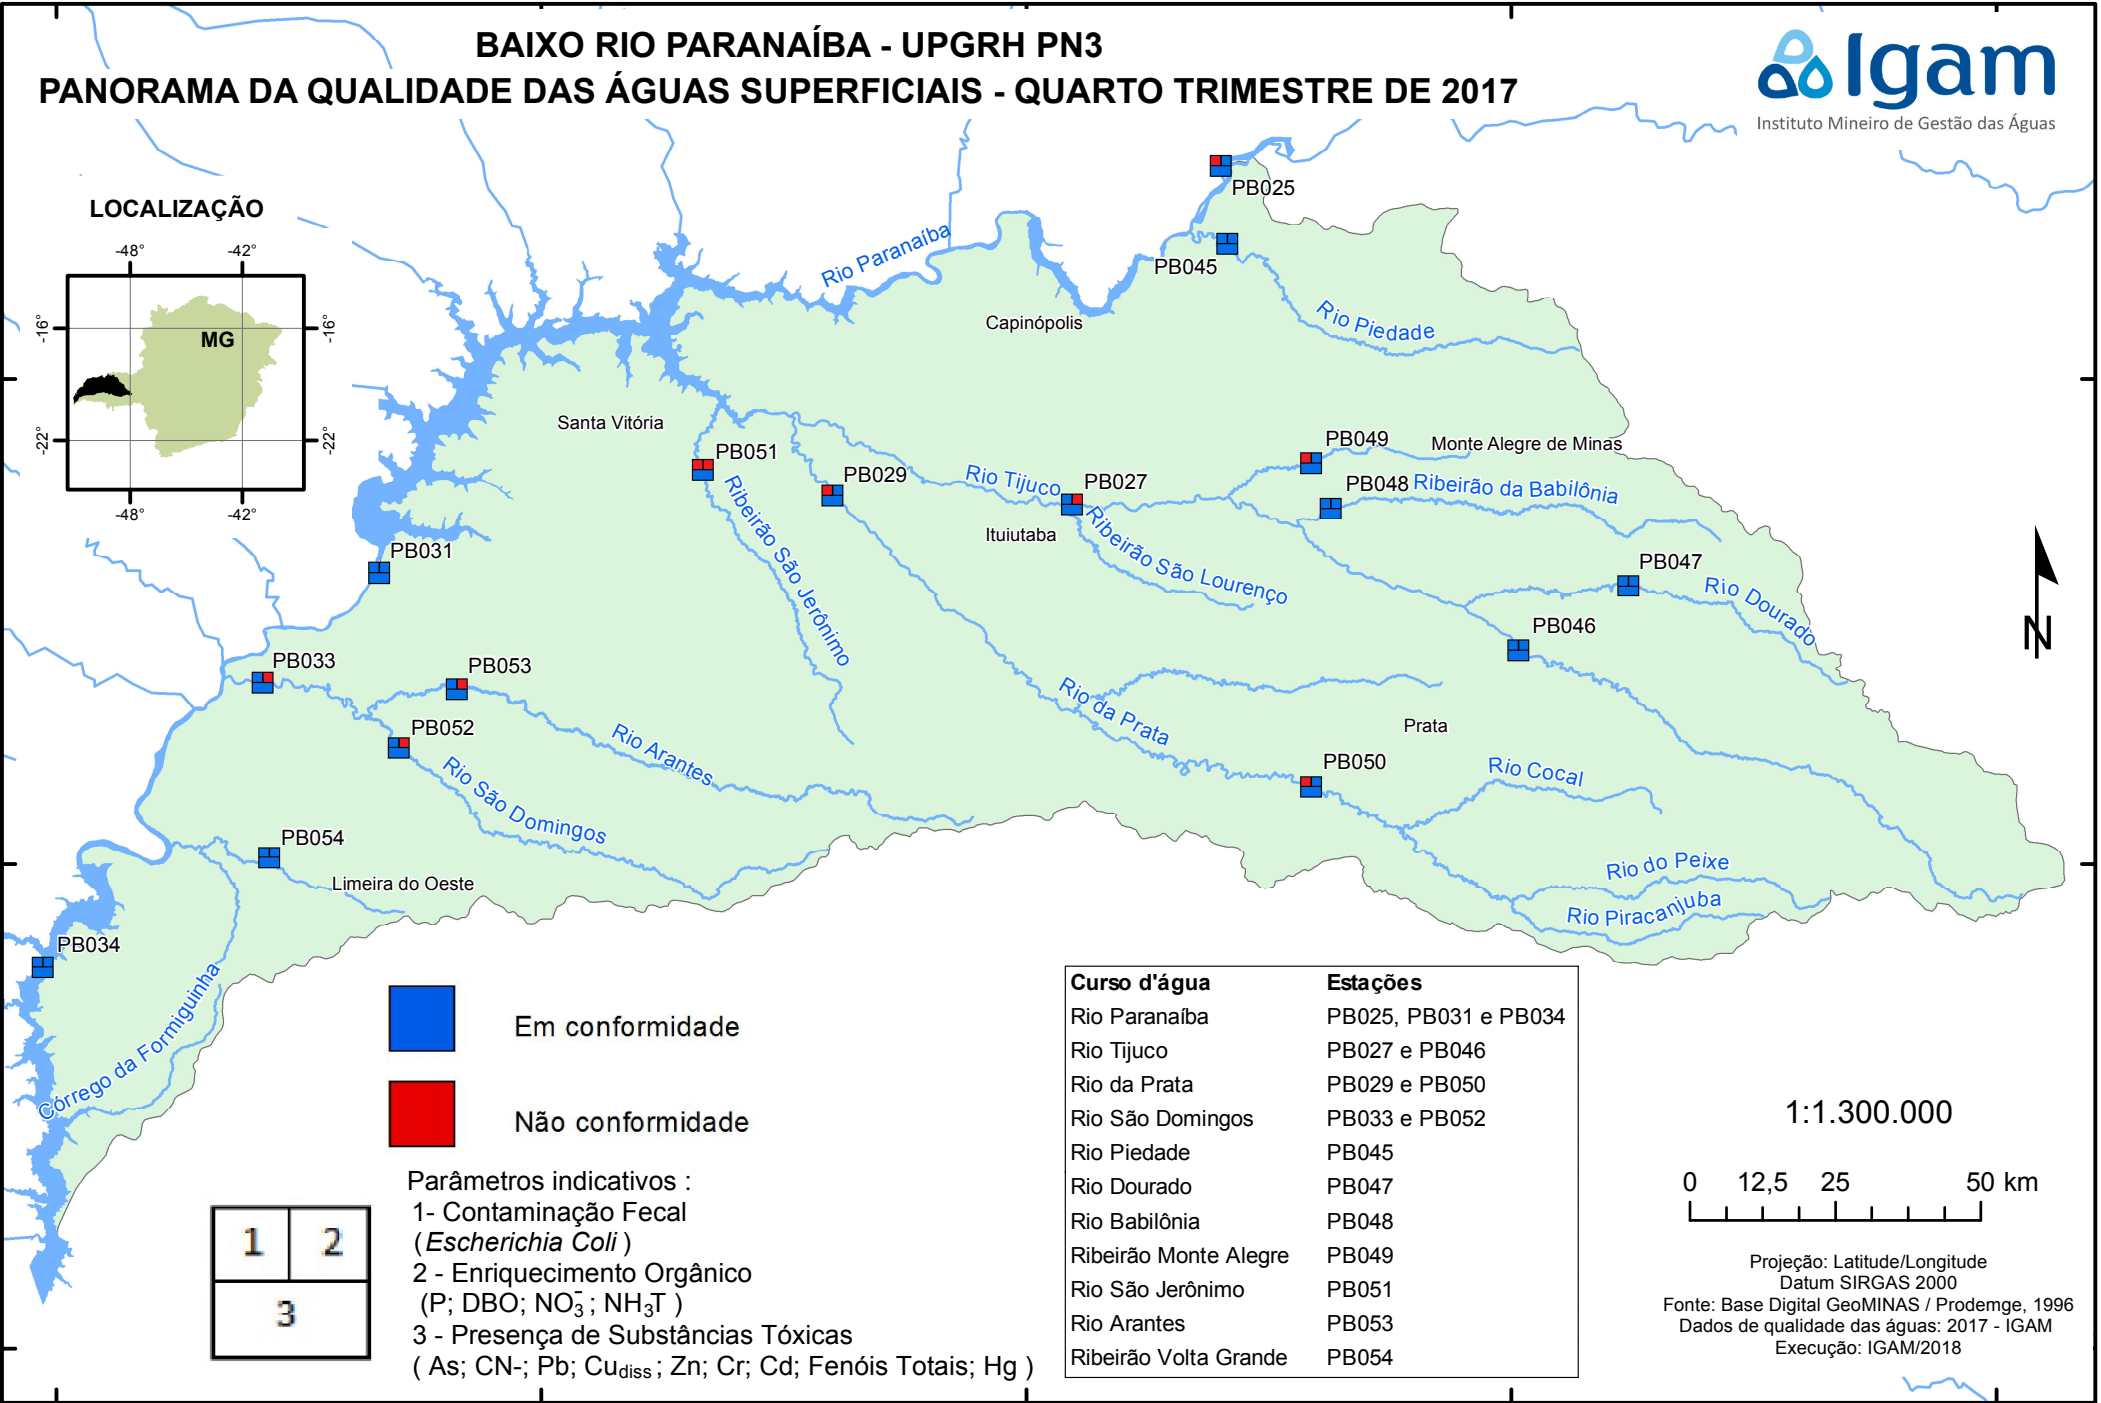 BAIXO RIO PARANAÍBA - UPGRH PN3
PANORAMA DA QUALIDADE DAS ÁGUAS SUPERFICIAIS - QUARTO TRIMESTRE DE 2017
Igam
Instituto Mineiro de Gestão das Águas
LOCALIZAÇÃO
-48° -42°
-16° MG -16°
-22° -22°
-48° -42°
PB025
Rio Paranaíba
PB045
Capinópolis
Rio Piedade
Santa Vitória
PB051
PB029
Rio Tijuco
PB027
PB049
Monte Alegre de Minas
PB048
Ribeirão da Babilônia
Ituiutaba
Ribeirão São Jerônimo
Ribeirão São Lourenço
PB031
PB047
Rio Dourado
PB046
PB033
PB053
PB052
Rio Arantes
Rio da Prata
Prata
PB050
Rio Cocal
Rio São Domingos
PB054
Limeira do Oeste
Rio do Peixe
Rio Piracanjuba
PB034
Córrego da Formiguinha
Em conformidade
Não conformidade
1 2
3
Parâmetros indicativos :
1- Contaminação Fecal
(Escherichia Coli )
2 - Enriquecimento Orgânico
(P; DBO; NO₃⁻; NH₃T )
3 - Presença de Substâncias Tóxicas
( As; CN-; Pb; Cudiss ; Zn; Cr; Cd; Fenóis Totais; Hg )
Curso d'água Estações
Rio Paranaíba PB025, PB031 e PB034
Rio Tijuco PB027 e PB046
Rio da Prata PB029 e PB050
Rio São Domingos PB033 e PB052
Rio Piedade PB045
Rio Dourado PB047
Rio Babilônia PB048
Ribeirão Monte Alegre PB049
Rio São Jerônimo PB051
Rio Arantes PB053
Ribeirão Volta Grande PB054
N
1:1.300.000
0 12,5 25 50 km
Projeção: Latitude/Longitude
Datum SIRGAS 2000
Fonte: Base Digital GeoMINAS / Prodemge, 1996
Dados de qualidade das águas: 2017 - IGAM
Execução: IGAM/2018